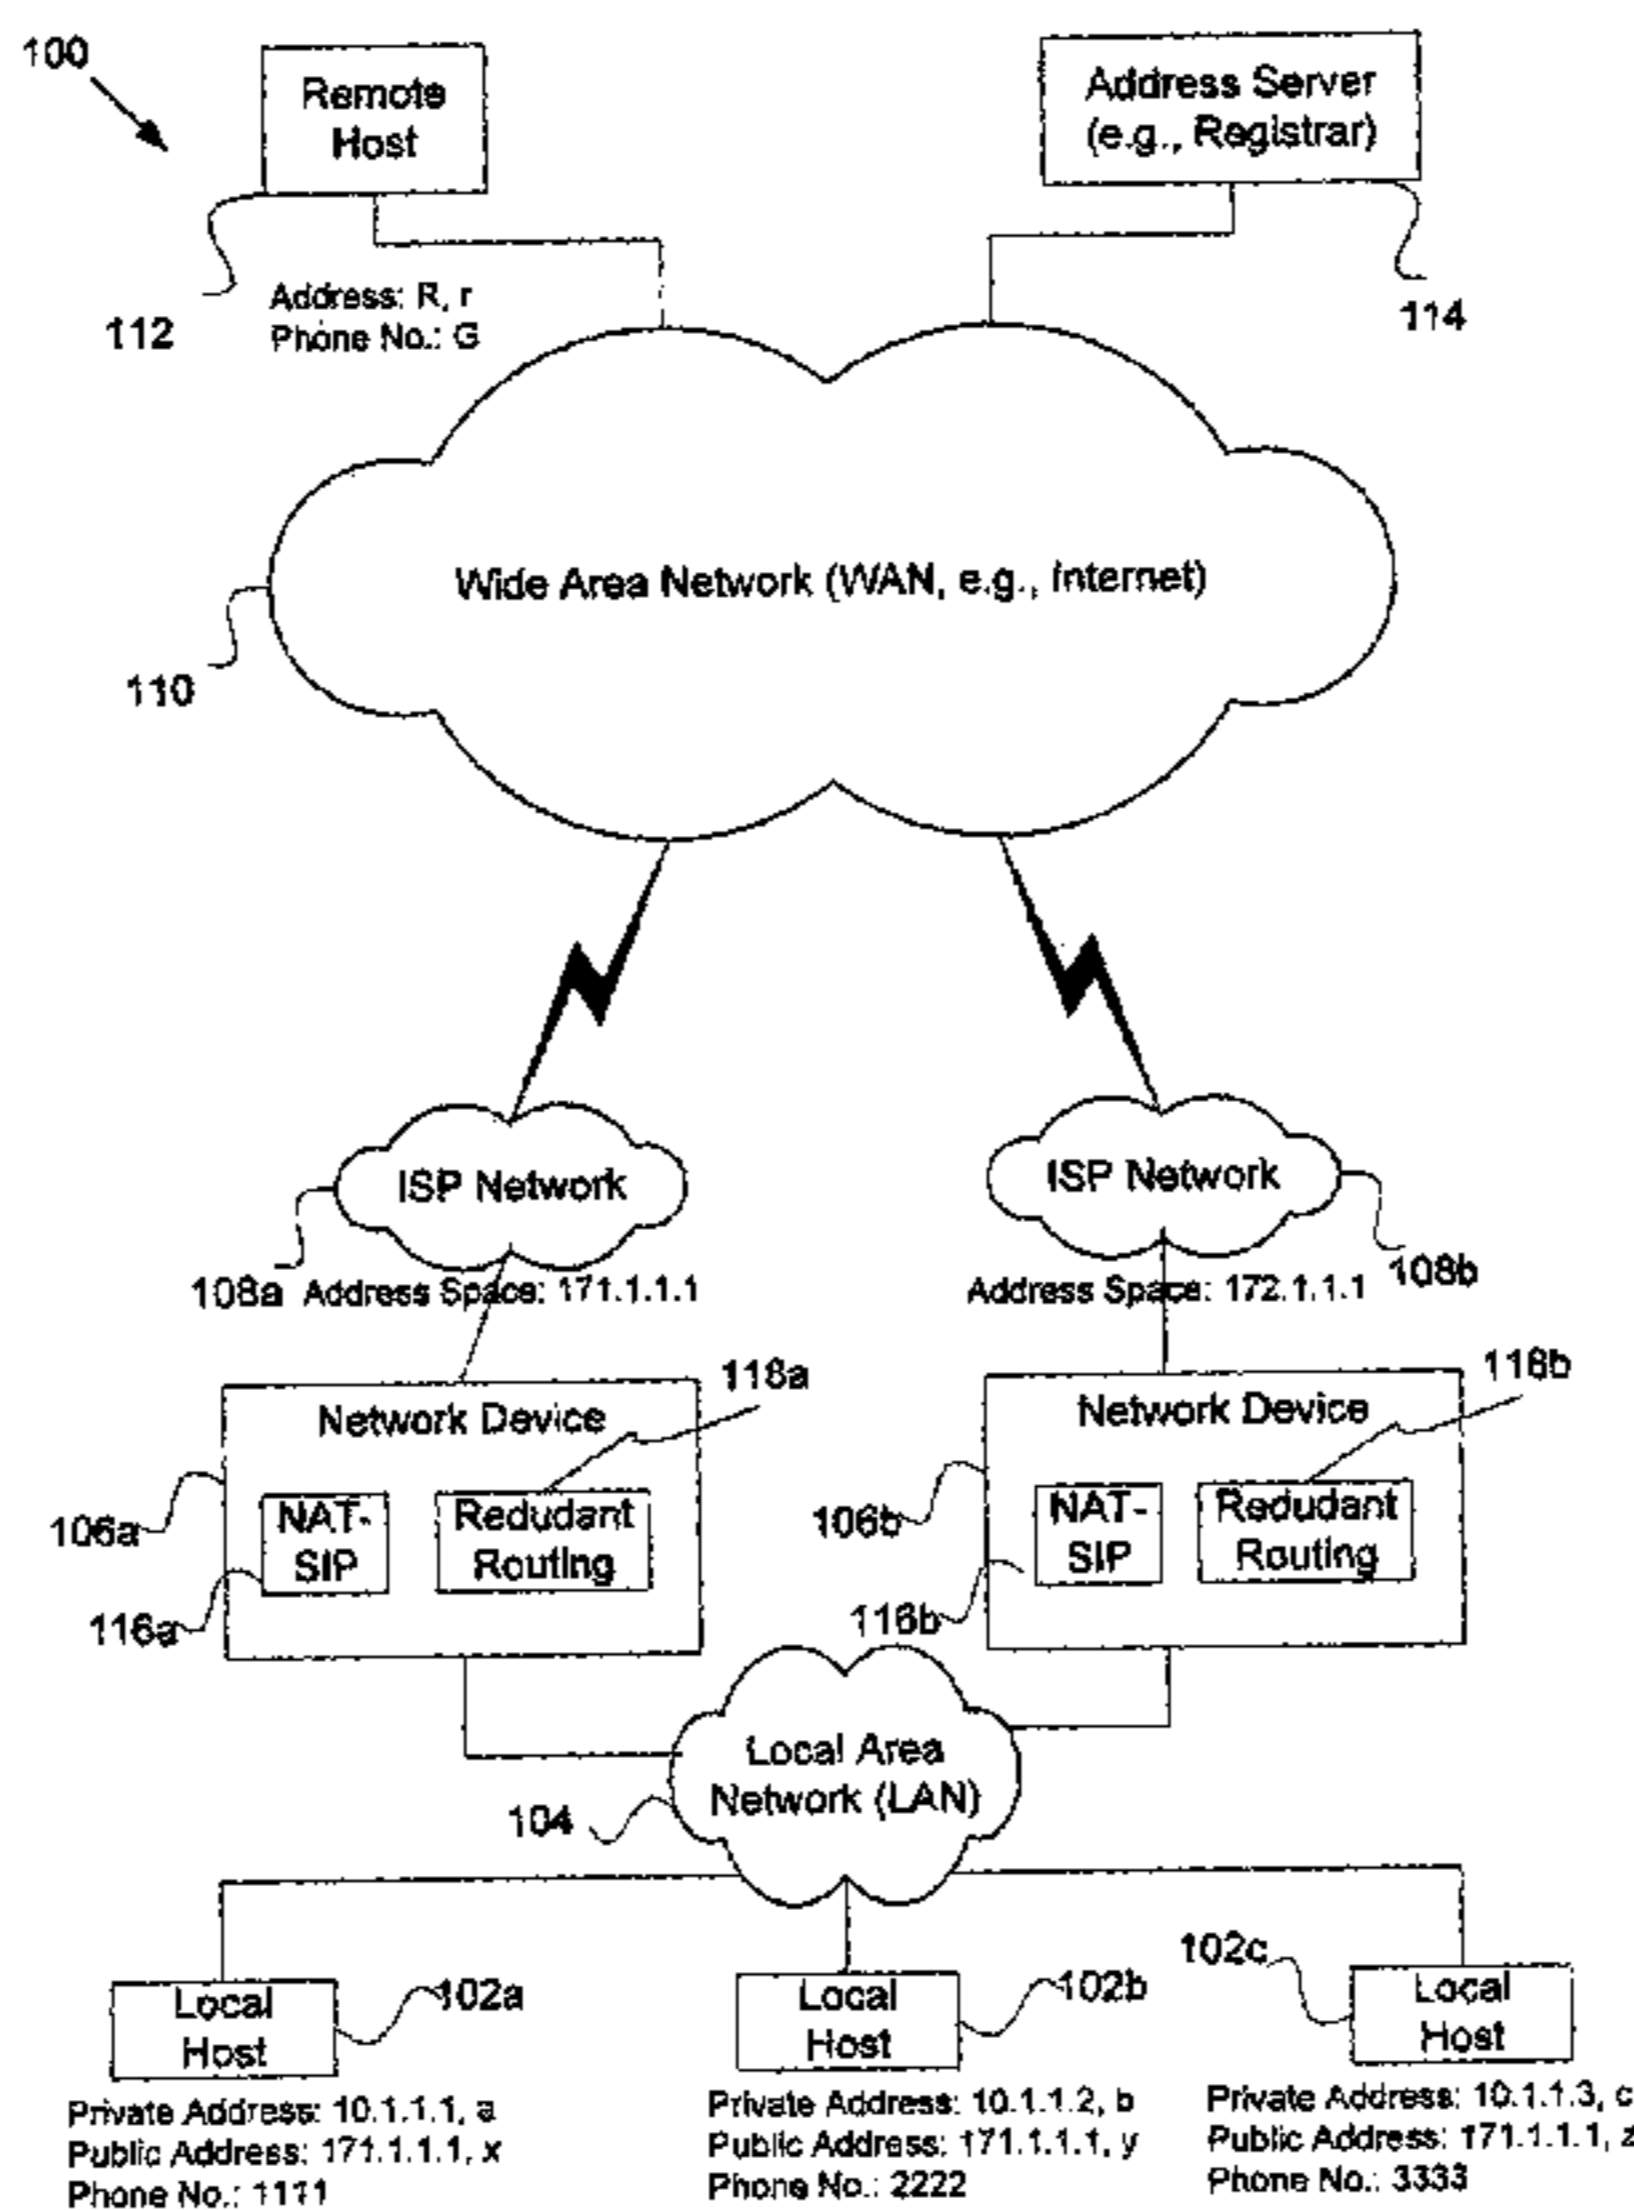 100
Remote
Host
Address Server
(e.g., Registrar)
112
Address: R, r
Phone No.: G
114
Wide Area Network (WAN, e.g., Internet)
110
ISP Network
ISP Network
108a
Address Space: 171.1.1.1
Address Space: 172.1.1.1
108b
118a
118b
Network Device
Network Device
106a
NAT-
SIP
Redudant
Routing
106b
NAT-
SIP
Redudant
Routing
116a
116b
Local Area
Network (LAN)
104
102a
102b
102c
Local
Host
Local
Host
Local
Host
Private Address: 10.1.1.1, a
Public Address: 171.1.1.1, x
Phone No.: 1111
Private Address: 10.1.1.2, b
Public Address: 171.1.1.1, y
Phone No.: 2222
Private Address: 10.1.1.3, c
Public Address: 171.1.1.1, z
Phone No.: 3333